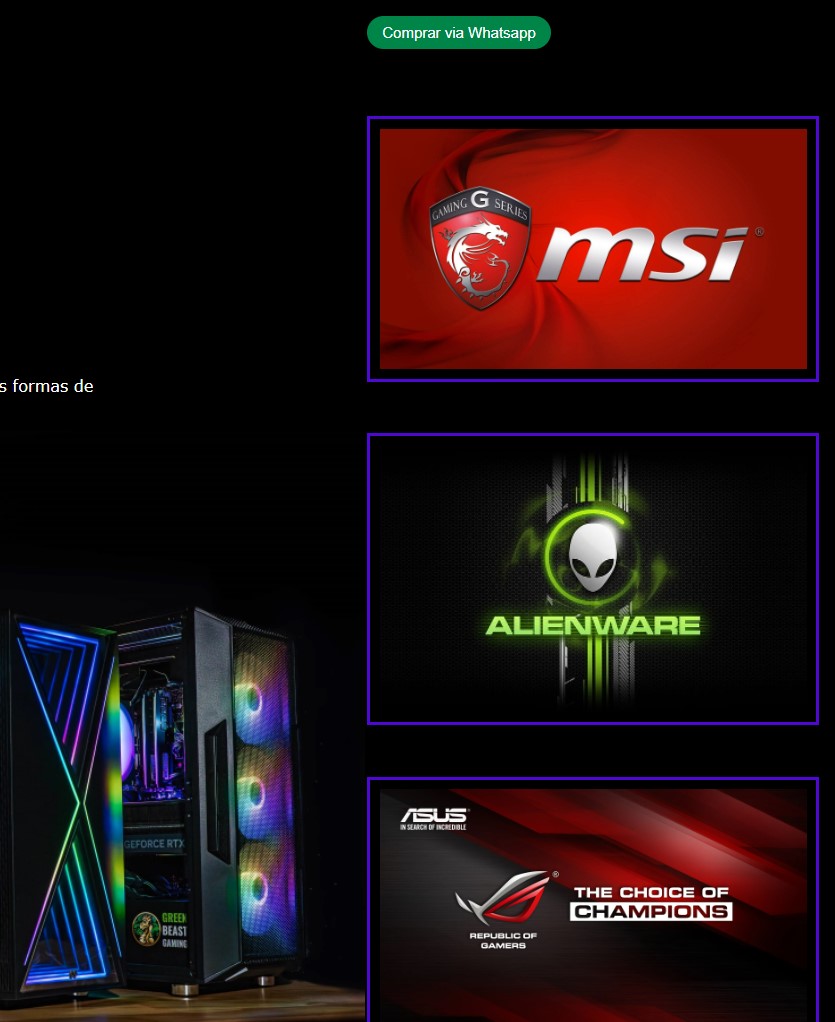 Comprar via Whatsapp
GAMING G SERIES
msi®
s formas de
ALIENWARE
GEFORCE RTX
GREEN
BEAST
GAMING
ASUS
IN SEARCH OF INCREDIBLE
®
REPUBLIC OF
GAMERS
THE CHOICE OF
CHAMPIONS